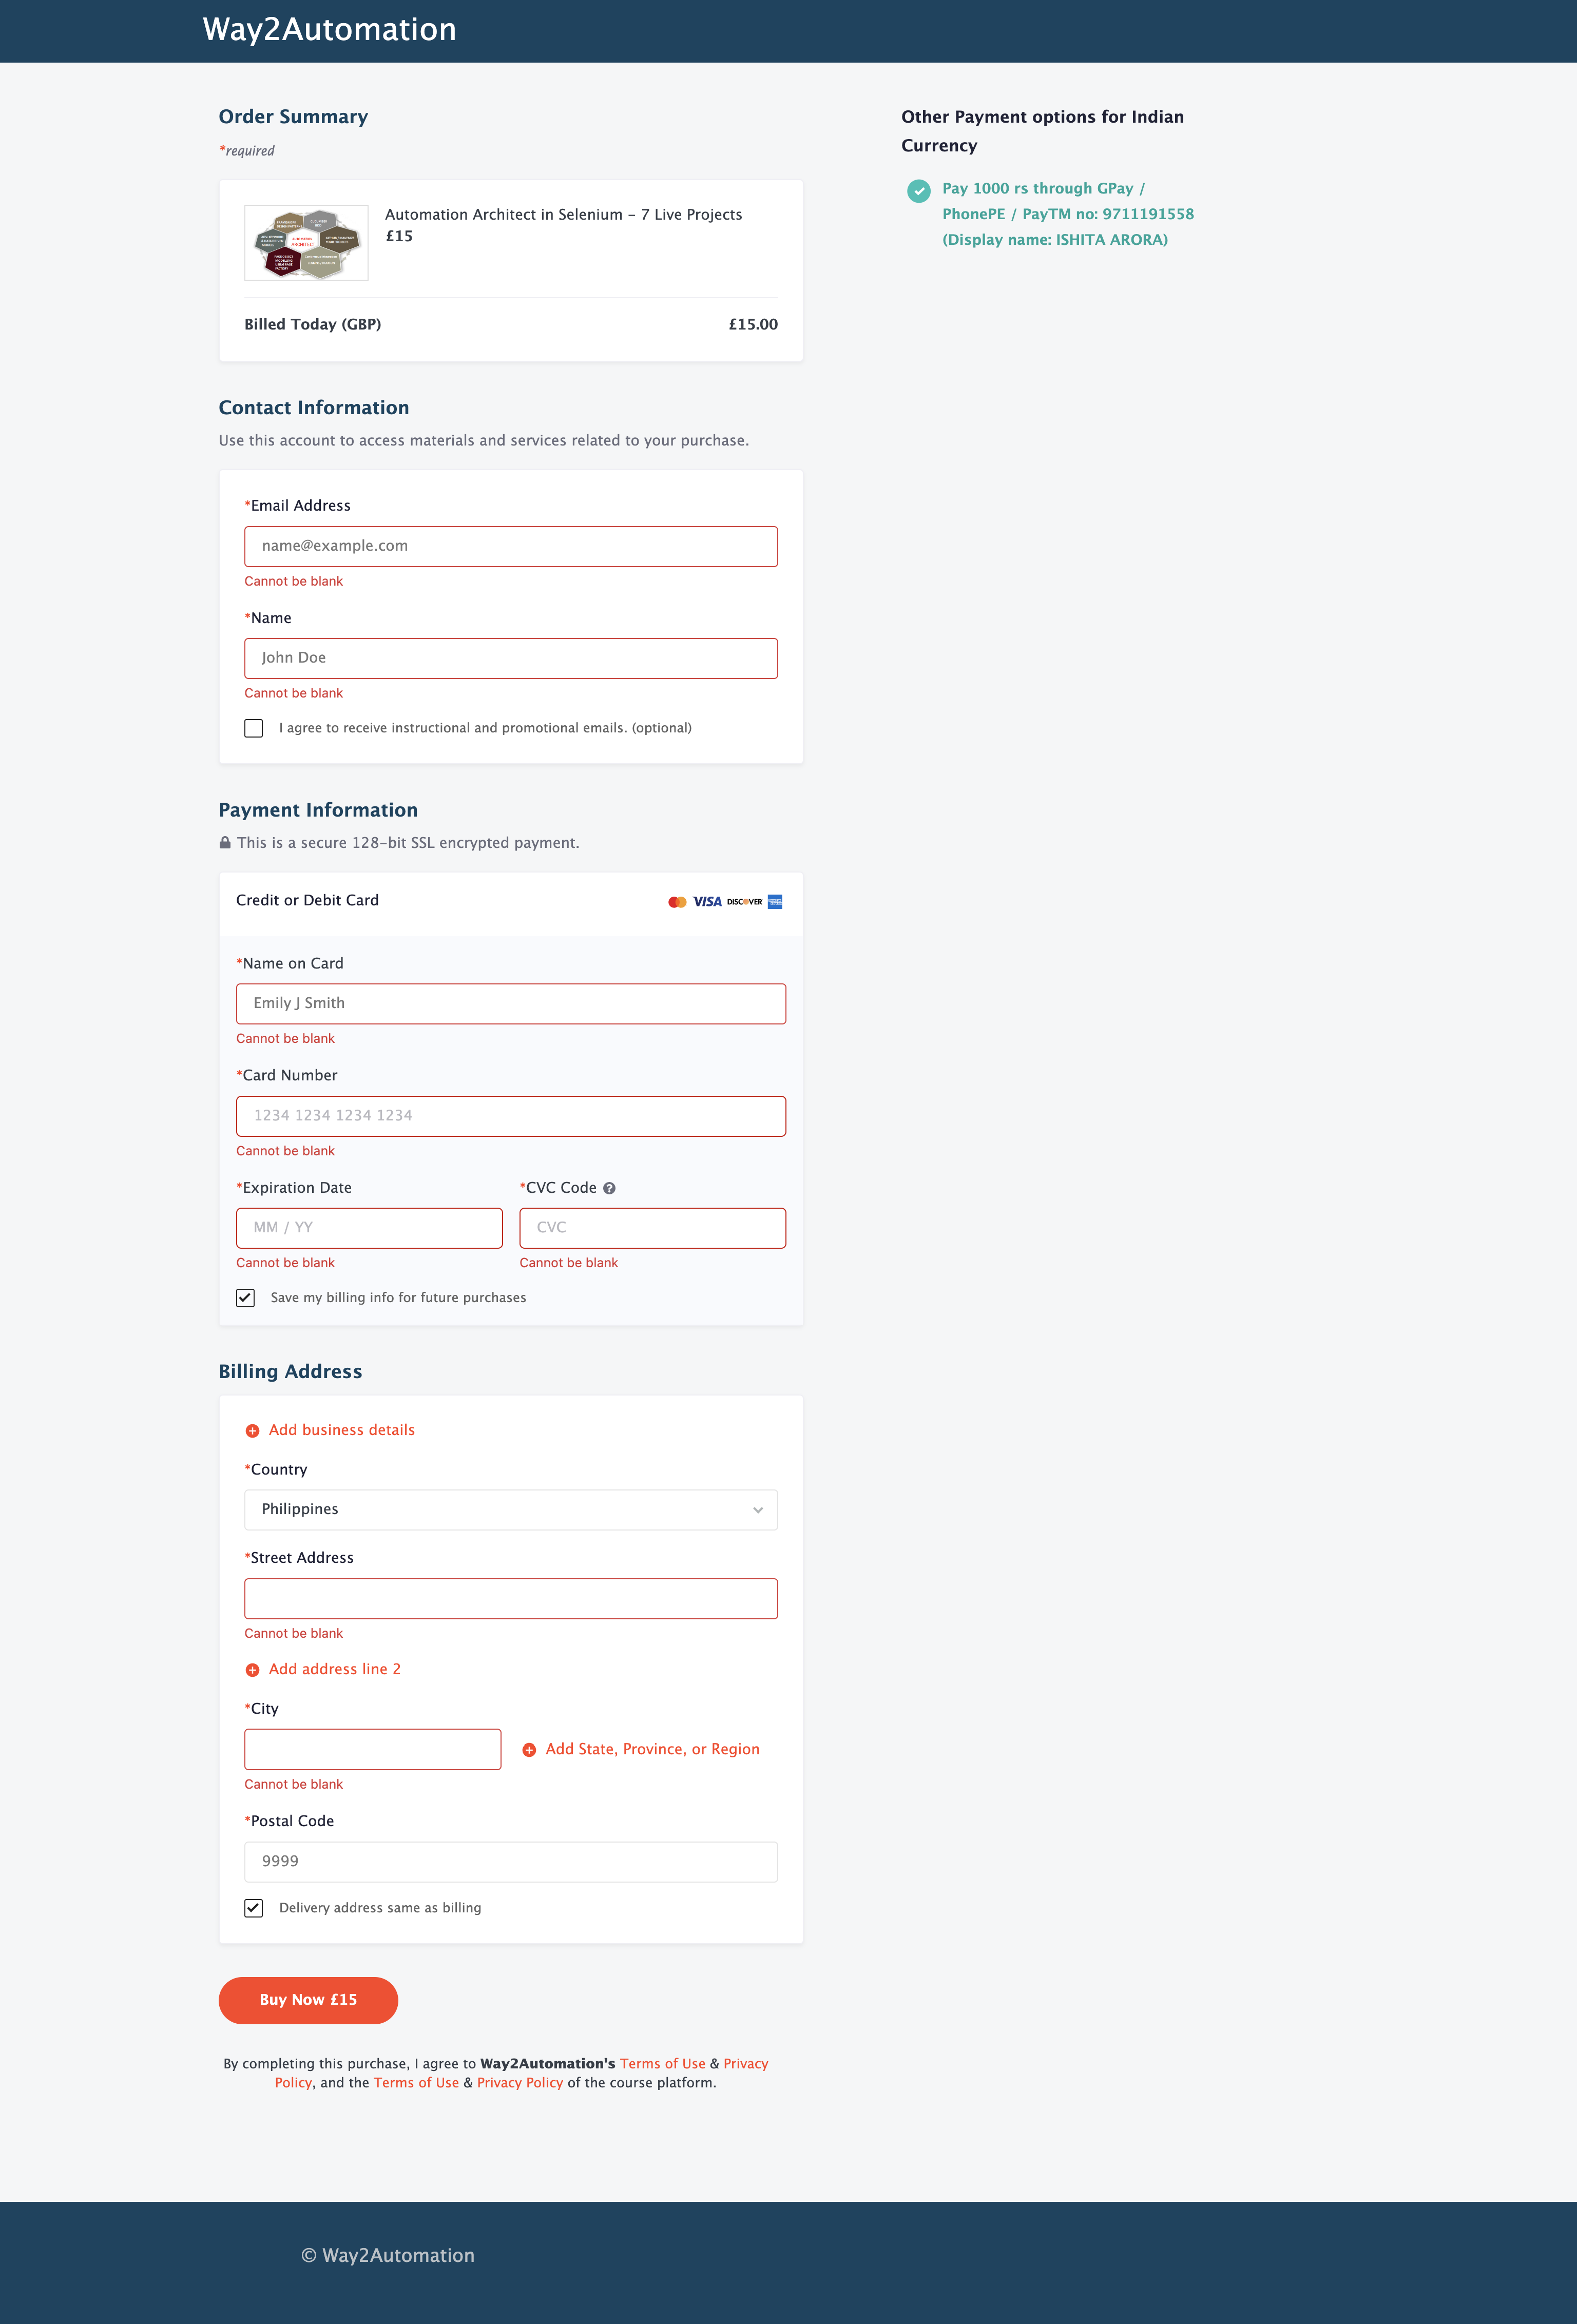 Way2Automation
Order Summary
*required
Automation Architect in Selenium - 7 Live Projects
£15
Billed Today (GBP) £15.00
Contact Information
Use this account to access materials and services related to your purchase.
*Email Address
name@example.com
Cannot be blank
*Name
John Doe
Cannot be blank
I agree to receive instructional and promotional emails. (optional)
Payment Information
This is a secure 128-bit SSL encrypted payment.
Credit or Debit Card VISA DISCOVER
*Name on Card
Emily J Smith
Cannot be blank
*Card Number
1234 1234 1234 1234
Cannot be blank
*Expiration Date *CVC Code
MM / YY CVC
Cannot be blank Cannot be blank
Save my billing info for future purchases
Billing Address
Add business details
*Country
Philippines
*Street Address
Cannot be blank
Add address line 2
*City
Add State, Province, or Region
Cannot be blank
*Postal Code
9999
Delivery address same as billing
Buy Now £15
By completing this purchase, I agree to Way2Automation's Terms of Use & Privacy
Policy, and the Terms of Use & Privacy Policy of the course platform.
Other Payment options for Indian
Currency
Pay 1000 rs through GPay /
PhonePE / PayTM no: 9711191558
(Display name: ISHITA ARORA)
© Way2Automation